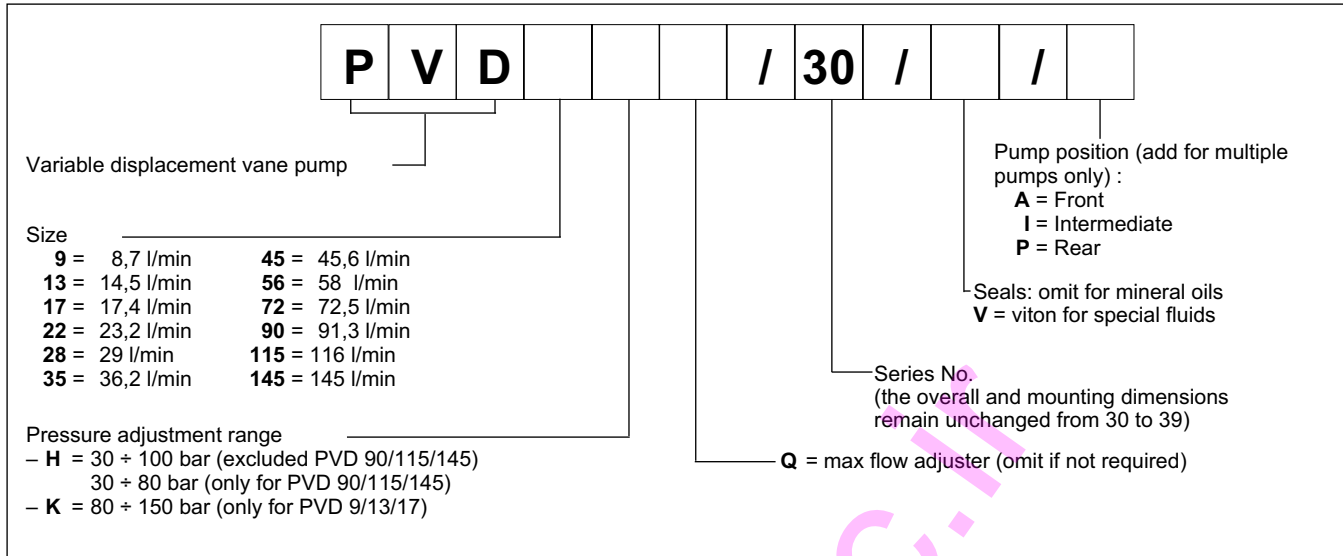 P V D / 30 / /
Variable displacement vane pump
Size
9 = 8,7 l/min
13 = 14,5 l/min
17 = 17,4 l/min
22 = 23,2 l/min
28 = 29 l/min
35 = 36,2 l/min
45 = 45,6 l/min
56 = 58 l/min
72 = 72,5 l/min
90 = 91,3 l/min
115 = 116 l/min
145 = 145 l/min
Pressure adjustment range
– H = 30 ÷ 100 bar (excluded PVD 90/115/145)
30 ÷ 80 bar (only for PVD 90/115/145)
– K = 80 ÷ 150 bar (only for PVD 9/13/17)
Pump position (add for multiple
pumps only) :
A = Front
I = Intermediate
P = Rear
Seals: omit for mineral oils
V = viton for special fluids
Series No.
(the overall and mounting dimensions
remain unchanged from 30 to 39)
Q = max flow adjuster (omit if not required)
c.ir